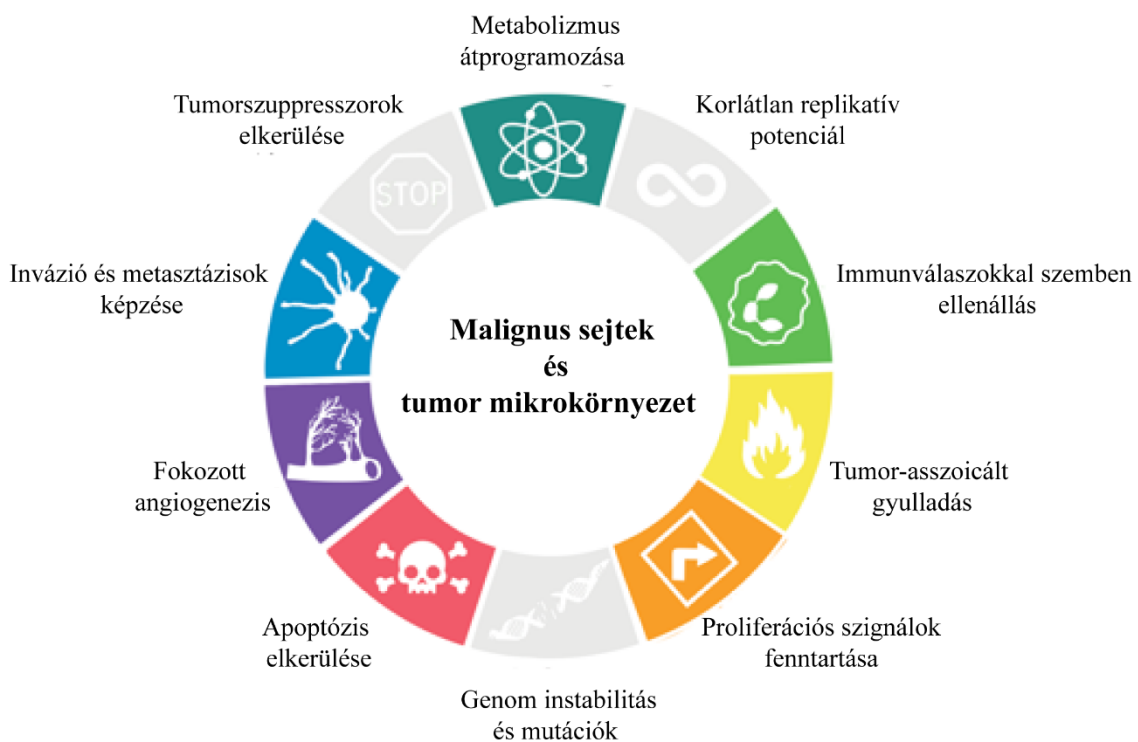 Metabolizmus
átprogramozása
Korlátlan replikatív
potenciál
Immunválaszokkal szemben
ellenállás
Tumor-asszoicált
gyulladás
Proliferációs szignálok
fenntartása
Genom instabilitás
és mutációk
Apoptózis
elkerülése
Fokozott
angiogenezis
Invázió és metasztázisok
képzése
Tumorszuppresszorok
elkerülése
STOP
Malignus sejtek
és
tumor mikrokörnyezet